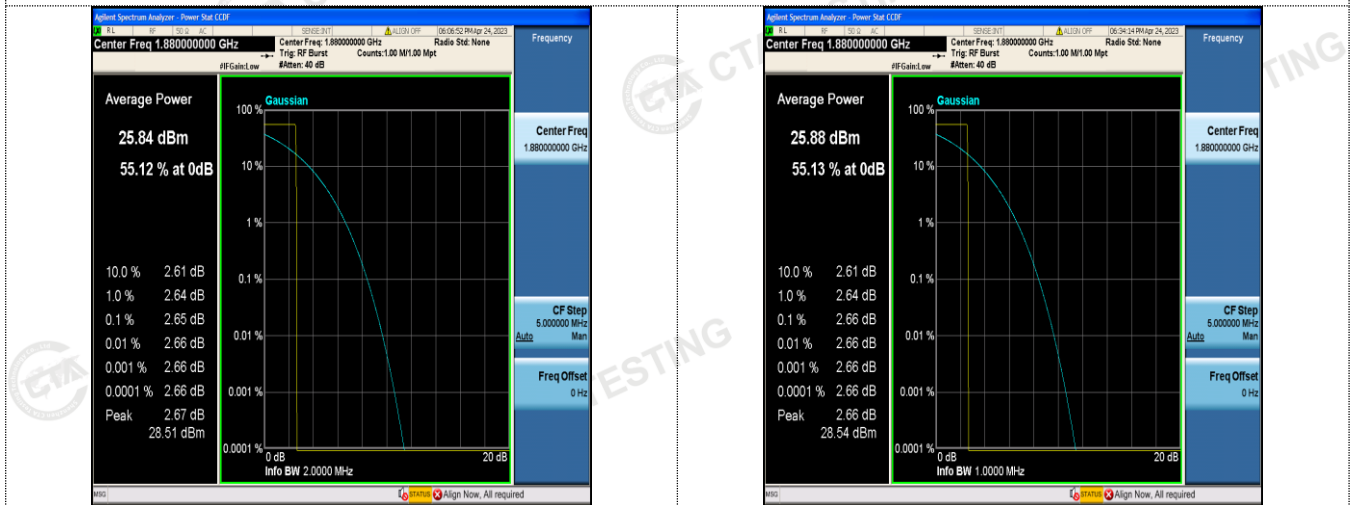 Agilent Spectrum Analyzer - Power Stat CCDF
RL RF 50 Ω AC SENSE:INT ALIGN OFF 06:06:52 PM Apr 24, 2023
Center Freq 1.880000000 GHz
Center Freq: 1.880000000 GHz Radio Std: None
Trig: RF Burst Counts:1.00 M/1.00 Mpt
#IFGain:Low #Atten: 40 dB
Frequency
Average Power
25.84 dBm
55.12 % at 0dB
10.0 % 2.61 dB
1.0 % 2.64 dB
0.1 % 2.65 dB
0.01 % 2.66 dB
0.001 % 2.66 dB
0.0001 % 2.66 dB
Peak 2.67 dB
28.51 dBm
Gaussian
100 %
10 %
1 %
0.1 %
0.01 %
0.001 %
0.0001 %
0 dB 20 dB
Info BW 2.0000 MHz
Center Freq
1.880000000 GHz
CF Step
5.000000 MHz
Auto Man
Freq Offset
0 Hz
MSG STATUS Align Now, All required
Agilent Spectrum Analyzer - Power Stat CCDF
RL RF 50 Ω AC SENSE:INT ALIGN OFF 06:34:14 PM Apr 24, 2023
Center Freq 1.880000000 GHz
Center Freq: 1.880000000 GHz Radio Std: None
Trig: RF Burst Counts:1.00 M/1.00 Mpt
#IFGain:Low #Atten: 40 dB
Frequency
Average Power
25.88 dBm
55.13 % at 0dB
10.0 % 2.61 dB
1.0 % 2.64 dB
0.1 % 2.66 dB
0.01 % 2.66 dB
0.001 % 2.66 dB
0.0001 % 2.66 dB
Peak 2.66 dB
28.54 dBm
Gaussian
100 %
10 %
1 %
0.1 %
0.01 %
0.001 %
0.0001 %
0 dB 20 dB
Info BW 1.0000 MHz
Center Freq
1.880000000 GHz
CF Step
5.000000 MHz
Auto Man
Freq Offset
0 Hz
MSG STATUS Align Now, All required
CTA
CTA
TESTING
TING